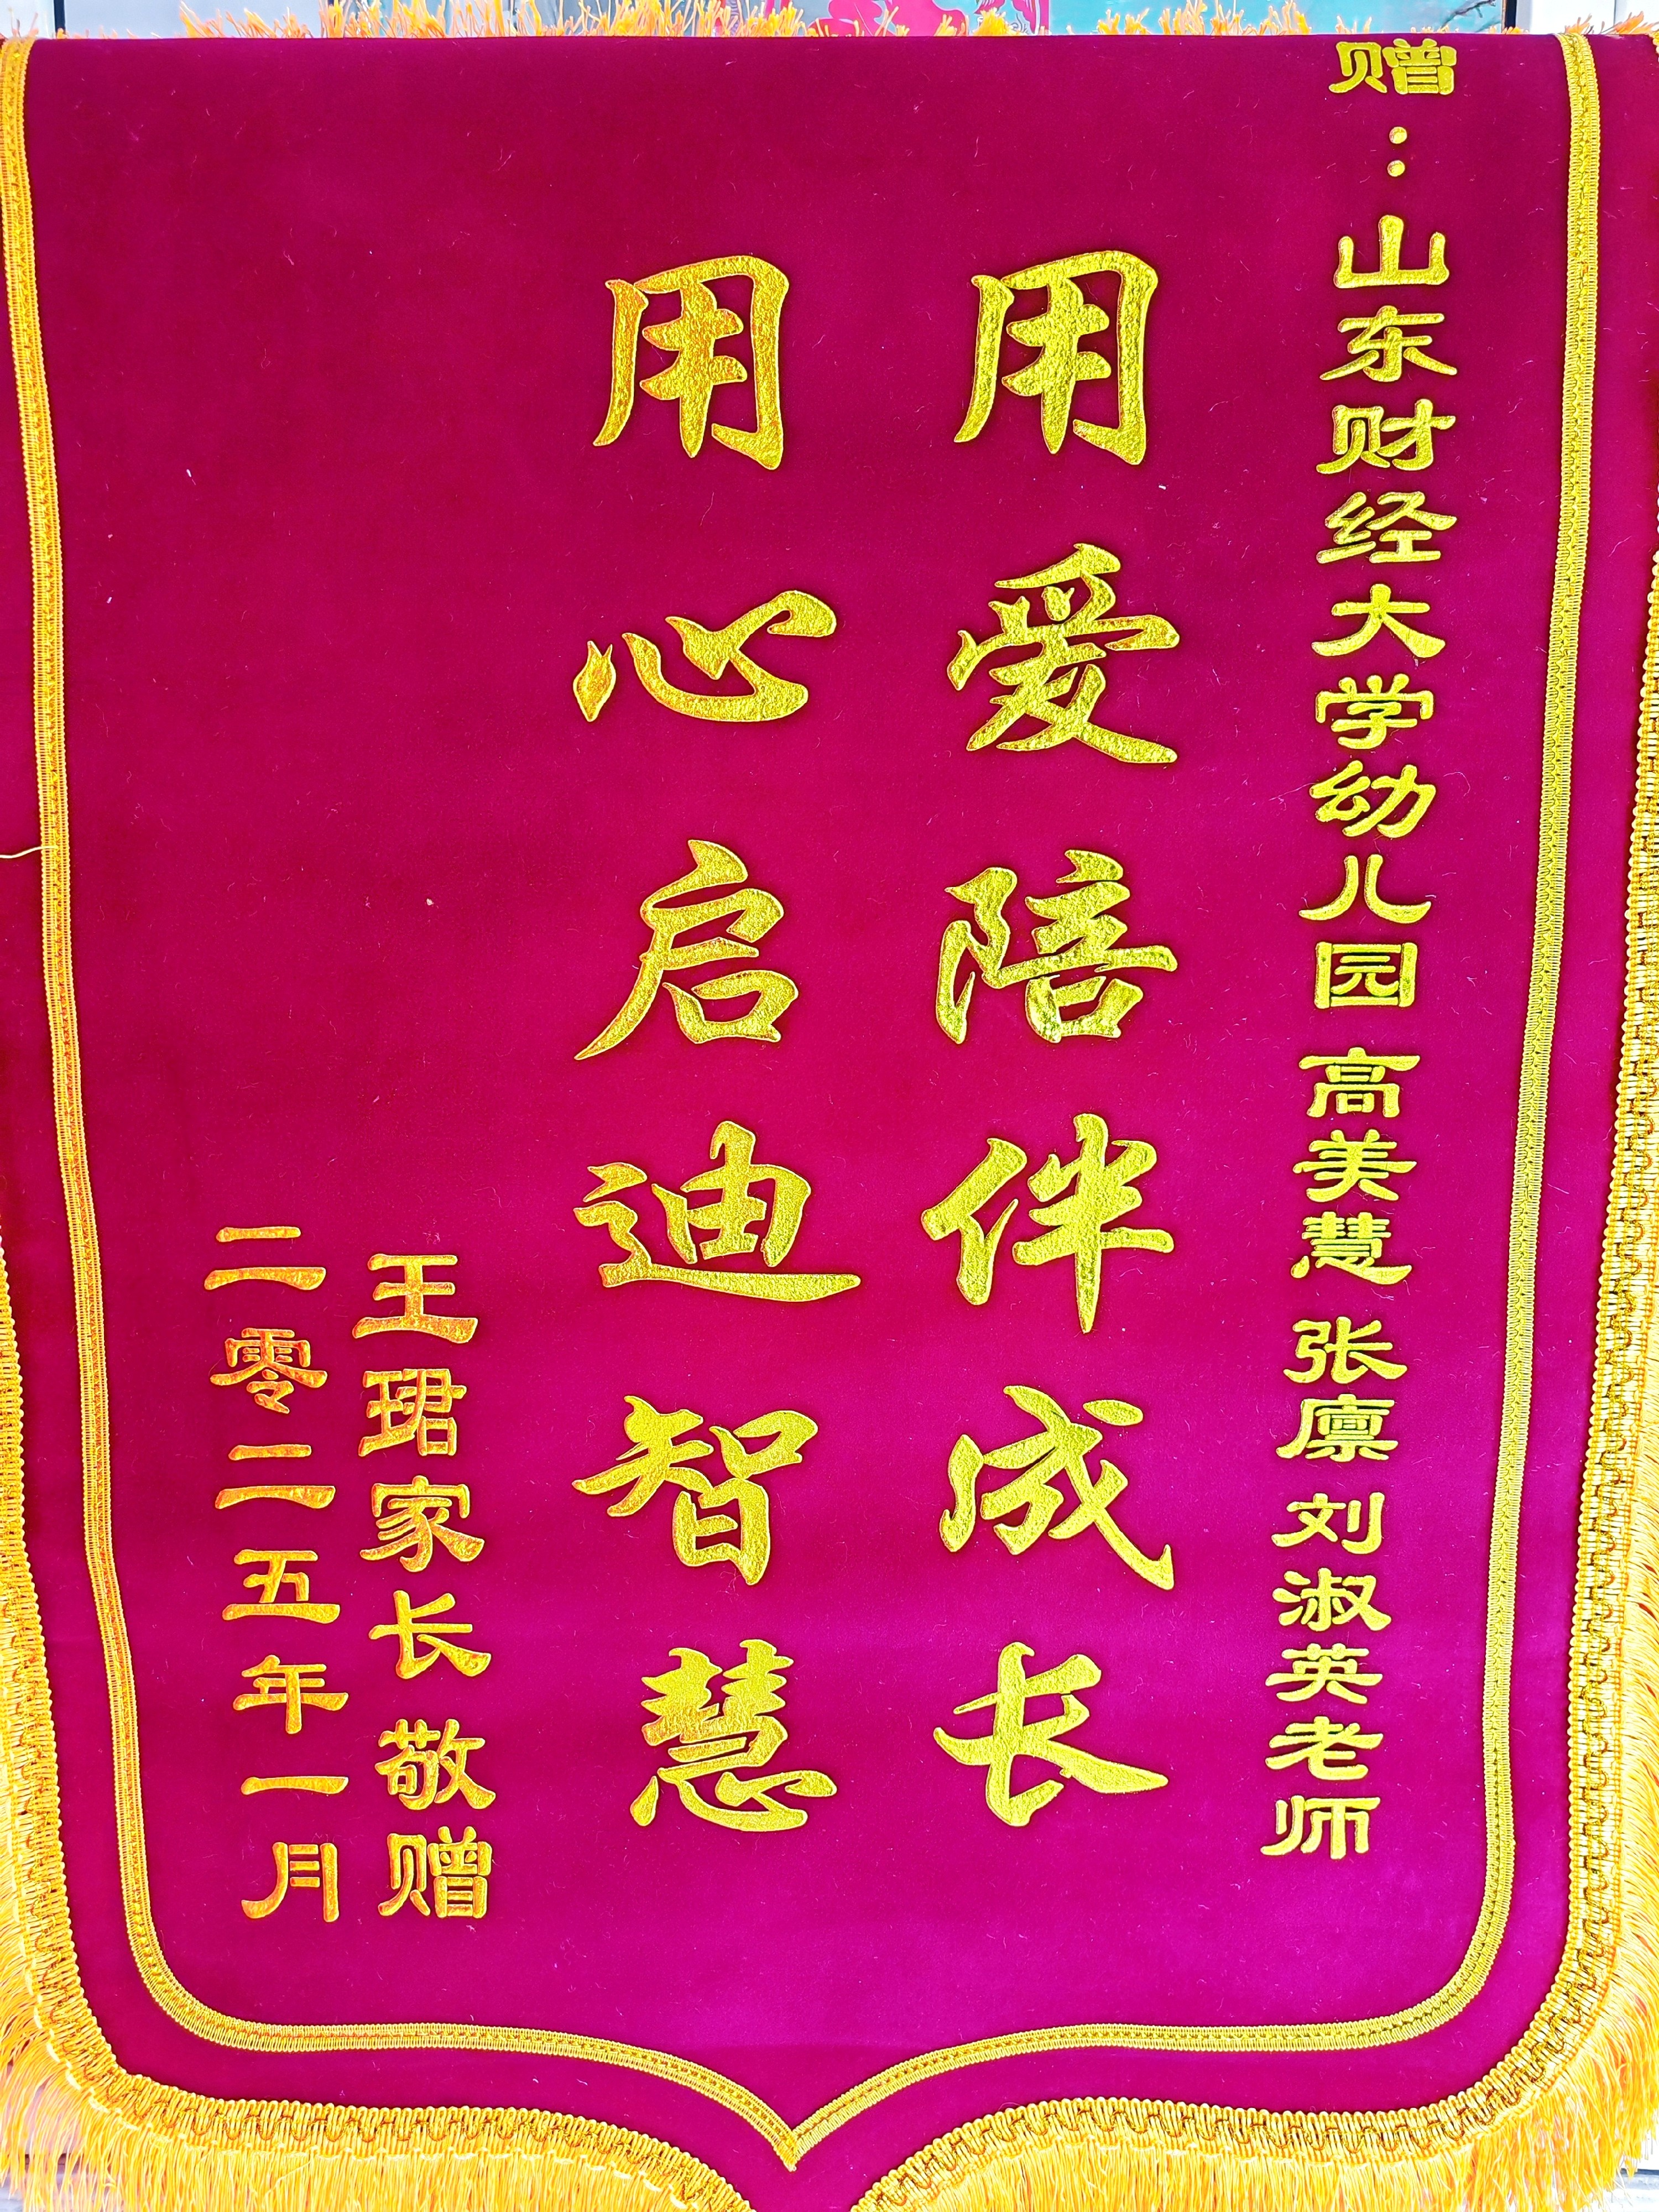 赠：山东财经大学幼儿园 高美慧 张廪 刘淑英老师
用爱陪伴成长
用心启迪智慧
王珺家长 敬赠
二零二五年一月